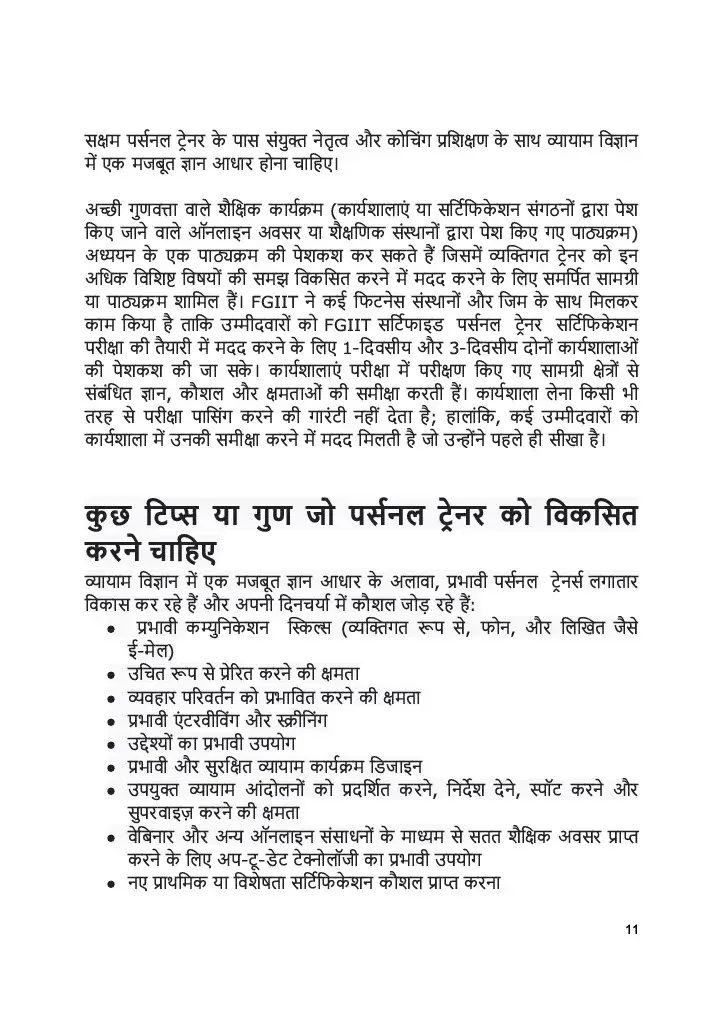 सक्षम पर्सनल ट्रेनर के पास संयुक्त नेतृत्व और कोचिंग प्रशिक्षण के साथ व्यायाम विज्ञान
में एक मजबूत ज्ञान आधार होना चाहिए।
अच्छी गुणवत्ता वाले शैक्षिक कार्यक्रम (कार्यशालाएं या सर्टिफिकेशन संगठनों द्वारा पेश
किए जाने वाले ऑनलाइन अवसर या शैक्षणिक संस्थानों द्वारा पेश किए गए पाठ्यक्रम)
अध्ययन के एक पाठ्यक्रम की पेशकश कर सकते हैं जिसमें व्यक्तिगत ट्रेनर को इन
अधिक विशिष्ट विषयों की समझ विकसित करने में मदद करने के लिए समर्पित सामग्री
या पाठ्यक्रम शामिल हैं। FGIIT ने कई फिटनेस संस्थानों और जिम के साथ मिलकर
काम किया है ताकि उम्मीदवारों को FGIIT सर्टिफाइड पर्सनल ट्रेनर सर्टिफिकेशन
परीक्षा की तैयारी में मदद करने के लिए 1-दिवसीय और 3-दिवसीय दोनों कार्यशालाओं
की पेशकश की जा सके। कार्यशालाएं परीक्षा में परीक्षण किए गए सामग्री क्षेत्रों से
संबंधित ज्ञान, कौशल और क्षमताओं की समीक्षा करती हैं। कार्यशाला लेना किसी भी
तरह से परीक्षा पासिंग करने की गारंटी नहीं देता है; हालांकि, कई उम्मीदवारों को
कार्यशाला में उनकी समीक्षा करने में मदद मिलती है जो उन्होंने पहले ही सीखा है।
कुछ टिप्स या गुण जो पर्सनल ट्रेनर को विकसित
करने चाहिए
व्यायाम विज्ञान में एक मजबूत ज्ञान आधार के अलावा, प्रभावी पर्सनल ट्रेनर्स लगातार
विकास कर रहे हैं और अपनी दिनचर्या में कौशल जोड़ रहे हैं:
● प्रभावी कम्युनिकेशन स्किल्स (व्यक्तिगत रूप से, फोन, और लिखित जैसे
ई-मेल)
● उचित रूप से प्रेरित करने की क्षमता
● व्यवहार परिवर्तन को प्रभावित करने की क्षमता
● प्रभावी एंटरवीविंग और स्क्रीनिंग
● उद्देश्यों का प्रभावी उपयोग
● प्रभावी और सुरक्षित व्यायाम कार्यक्रम डिजाइन
● उपयुक्त व्यायाम आंदोलनों को प्रदर्शित करने, निर्देश देने, स्पॉट करने और
सुपरवाइज़ करने की क्षमता
● वेबिनार और अन्य ऑनलाइन संसाधनों के माध्यम से सतत शैक्षिक अवसर प्राप्त
करने के लिए अप-टू-डेट टेक्नोलॉजी का प्रभावी उपयोग
● नए प्राथमिक या विशेषता सर्टिफिकेशन कौशल प्राप्त करना
11